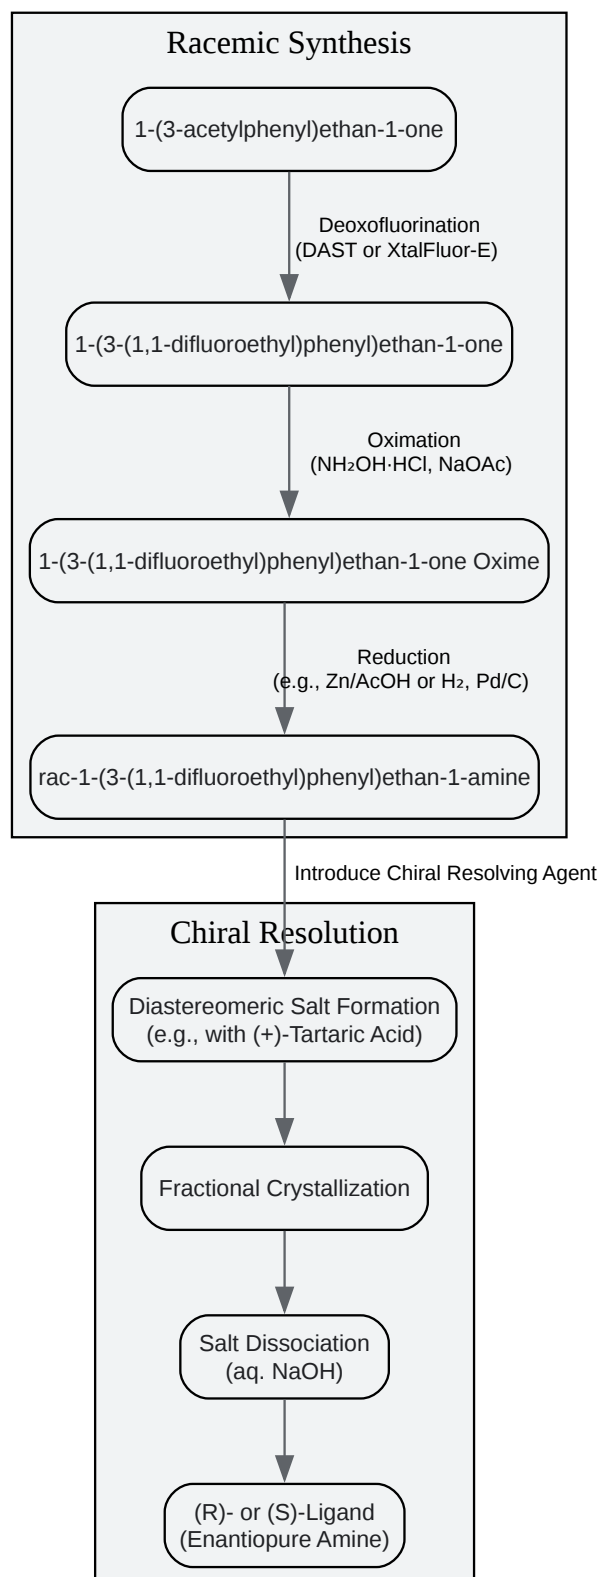 Racemic Synthesis
1-(3-acetylphenyl)ethan-1-one
Deoxofluorination
(DAST or XtalFluor-E)
1-(3-(1,1-difluoroethyl)phenyl)ethan-1-one
Oximation
(NH₂OH·HCl, NaOAc)
1-(3-(1,1-difluoroethyl)phenyl)ethan-1-one Oxime
Reduction
(e.g., Zn/AcOH or H₂, Pd/C)
rac-1-(3-(1,1-difluoroethyl)phenyl)ethan-1-amine
Introduce Chiral Resolving Agent
Chiral Resolution
Diastereomeric Salt Formation
(e.g., with (+)-Tartaric Acid)
Fractional Crystallization
Salt Dissociation
(aq. NaOH)
(R)- or (S)-Ligand
(Enantiopure Amine)